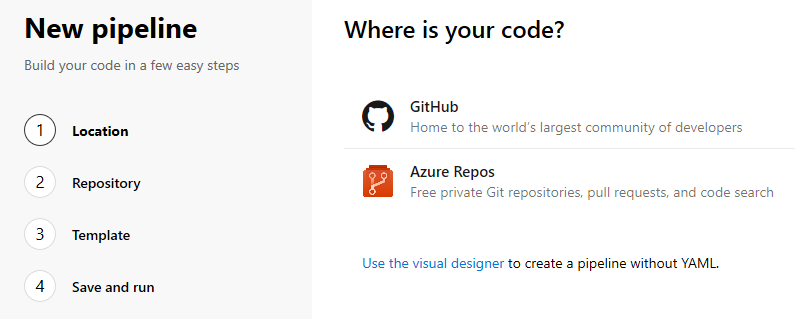 New pipeline
Build your code in a few easy steps
1 Location
2 Repository
3 Template
4 Save and run
Where is your code?
GitHub
Home to the world's largest community of developers
Azure Repos
Free private Git repositories, pull requests, and code search
Use the visual designer to create a pipeline without YAML.